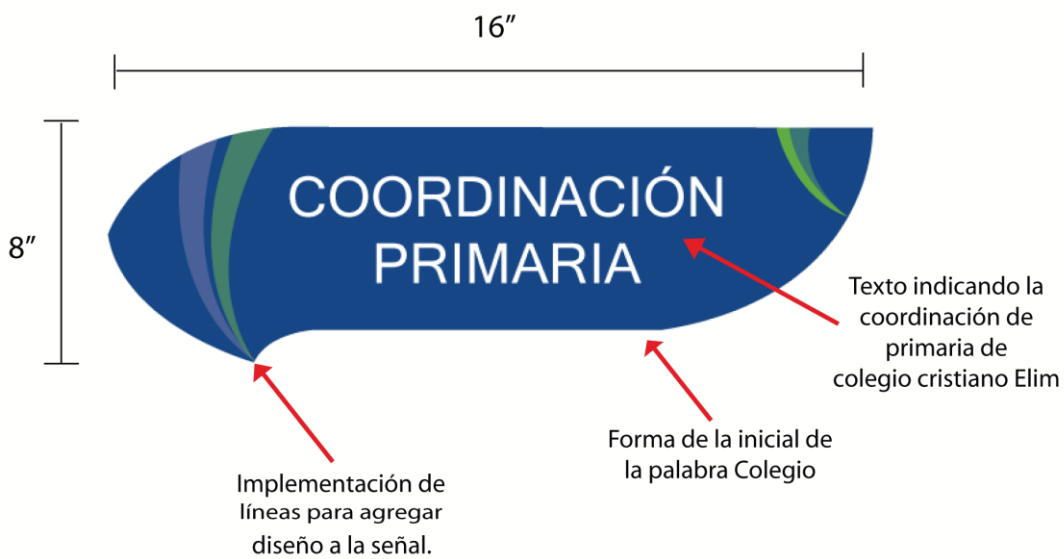 16”
8”
COORDINACIÓN
PRIMARIA
Texto indicando la
coordinación de
primaria de
colegio cristiano Elim
Forma de la inicial de
la palabra Colegio
Implementación de
líneas para agregar
diseño a la señal.